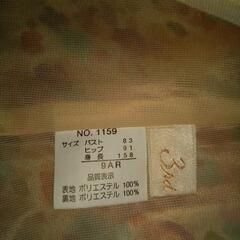 NO. 1159
サイズ バスト 83
ヒップ 91
身長 158
9AR
品質表示
表地 ポリエステル 100%
裏地 ポリエステル 100%
3rd